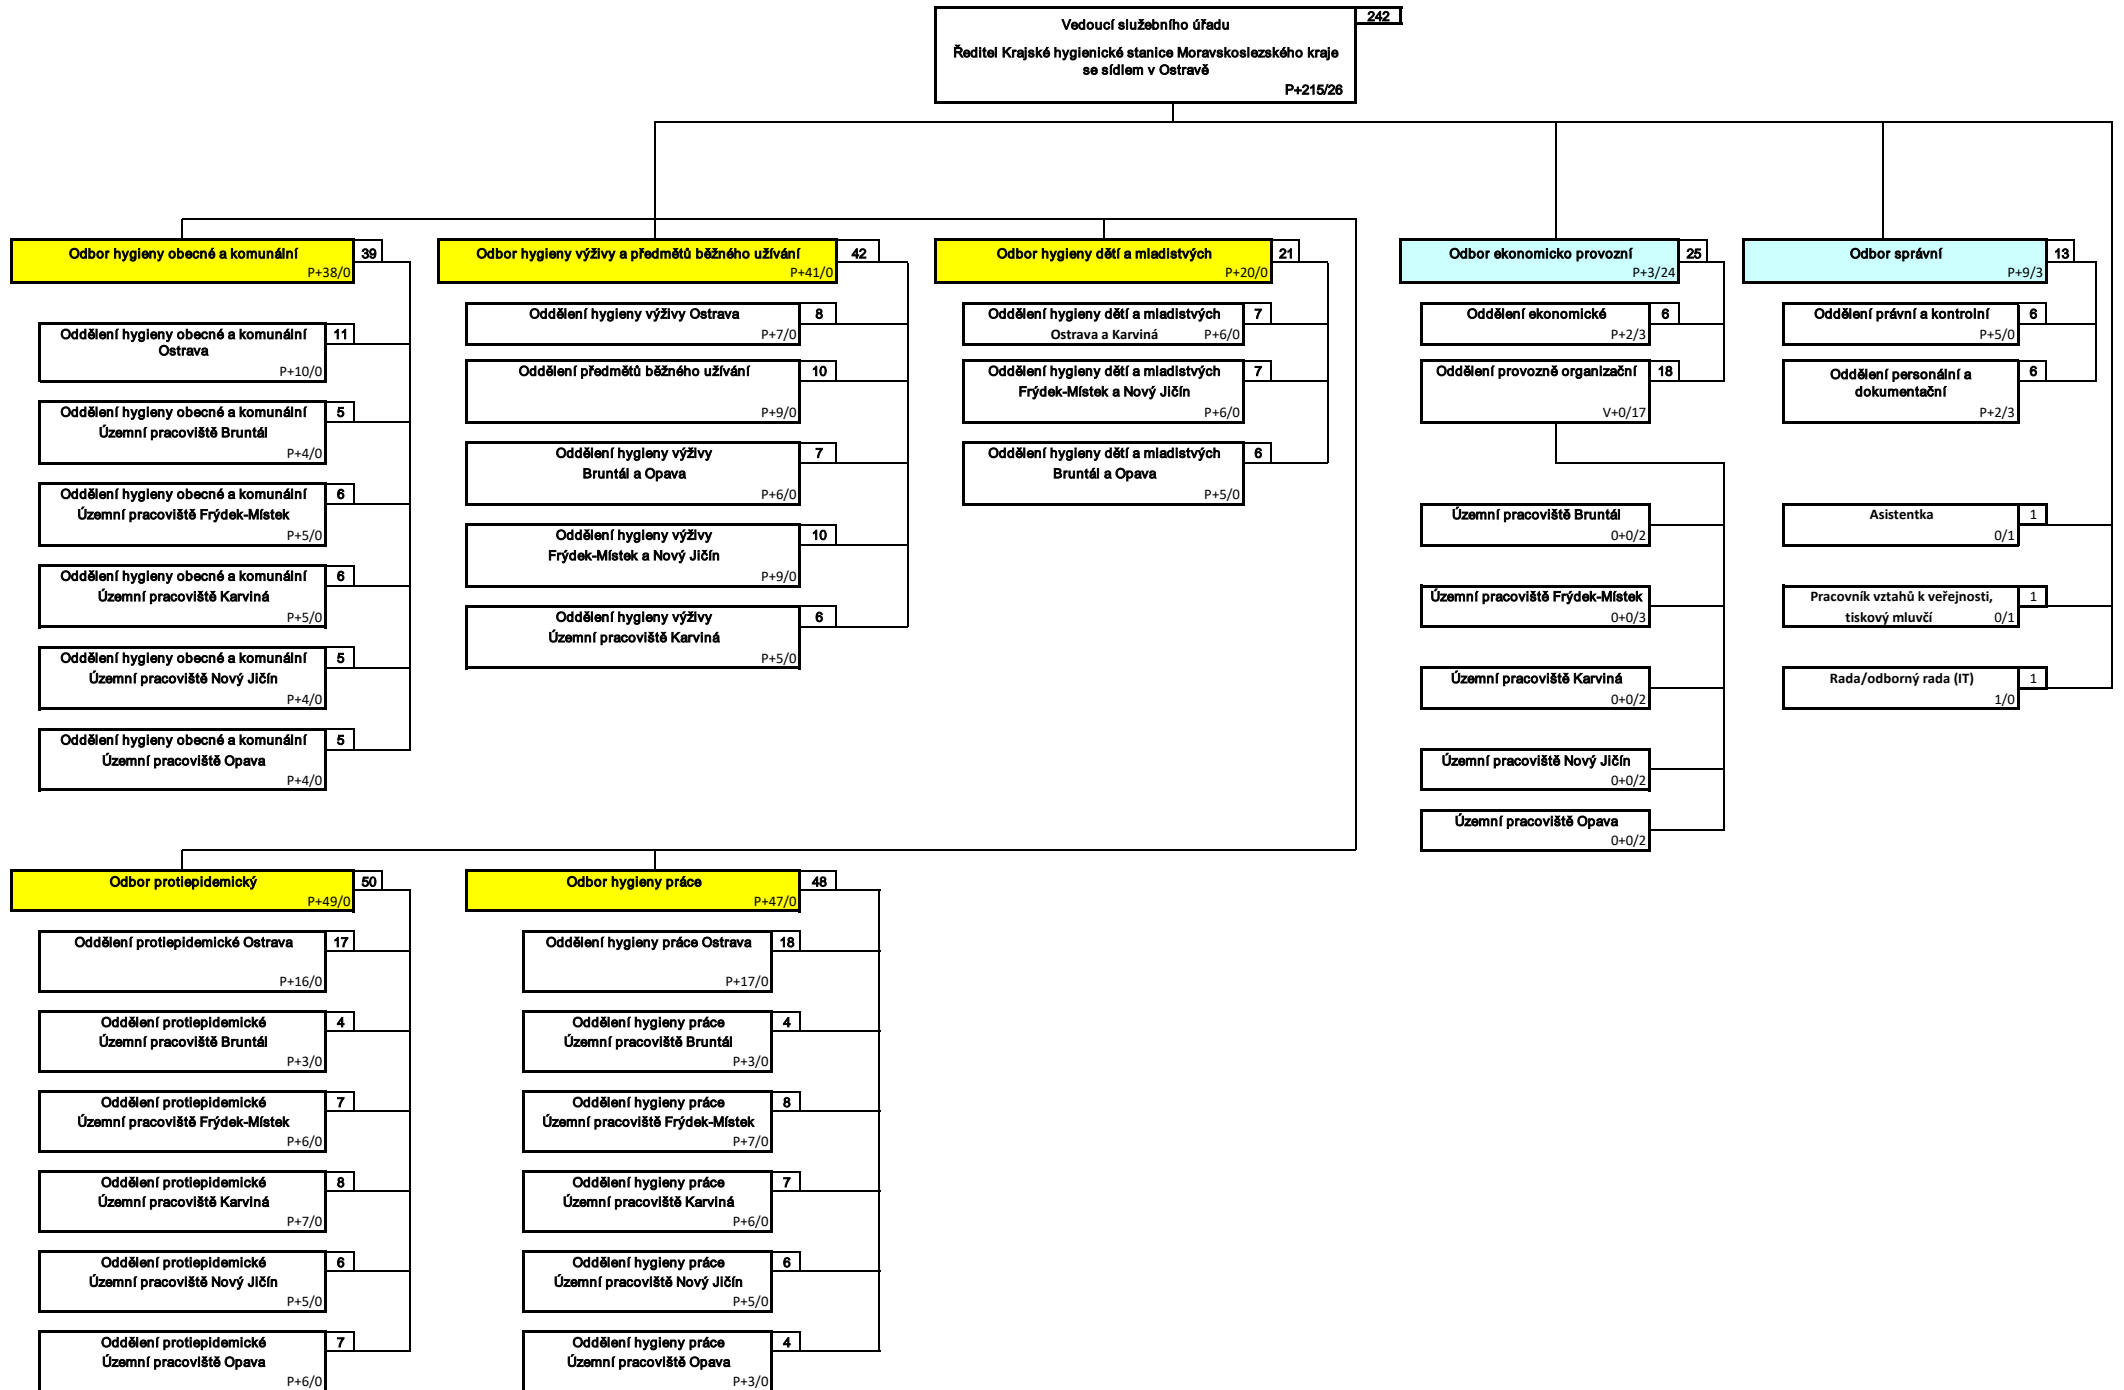 Vedoucí služebního úřadu
242
Ředitel Krajské hygienické stanice Moravskoslezského kraje
se sídlem v Ostravě
P+215/26
Odbor hygieny obecné a komunální
39
P+38/0
Oddělení hygieny obecné a komunální
11
Ostrava
P+10/0
Oddělení hygieny obecné a komunální
5
Územní pracoviště Bruntál
P+4/0
Oddělení hygieny obecné a komunální
6
Územní pracoviště Frýdek-Místek
P+5/0
Oddělení hygieny obecné a komunální
6
Územní pracoviště Karviná
P+5/0
Oddělení hygieny obecné a komunální
5
Územní pracoviště Nový Jičín
P+4/0
Oddělení hygieny obecné a komunální
5
Územní pracoviště Opava
P+4/0
Odbor hygieny výživy a předmětů běžného užívání
42
P+41/0
Oddělení hygieny výživy Ostrava
8
P+7/0
Oddělení předmětů běžného užívání
10
P+9/0
Oddělení hygieny výživy
7
Bruntál a Opava
P+6/0
Oddělení hygieny výživy
10
Frýdek-Místek a Nový Jičín
P+9/0
Oddělení hygieny výživy
6
Územní pracoviště Karviná
P+5/0
Odbor hygieny dětí a mladistvých
21
P+20/0
Oddělení hygieny dětí a mladistvých
7
Ostrava a Karviná P+6/0
Oddělení hygieny dětí a mladistvých
7
Frýdek-Místek a Nový Jičín
P+6/0
Oddělení hygieny dětí a mladistvých
6
Bruntál a Opava
P+5/0
Odbor ekonomicko provozní
25
P+3/24
Oddělení ekonomické
6
P+2/3
Oddělení provozně organizační
18
V+0/17
Územní pracoviště Bruntál
0+0/2
Územní pracoviště Frýdek-Místek
0+0/3
Územní pracoviště Karviná
0+0/2
Územní pracoviště Nový Jičín
0+0/2
Územní pracoviště Opava
0+0/2
Odbor správní
13
P+9/3
Oddělení právní a kontrolní
6
P+5/0
Oddělení personální a
6
dokumentační
P+2/3
Asistentka
1
0/1
Pracovník vztahů k veřejnosti,
1
tiskový mluvčí 0/1
Rada/odborný rada (IT)
1
1/0
Odbor protiepidemický
50
P+49/0
Oddělení protiepidemické Ostrava
17
P+16/0
Oddělení protiepidemické
4
Územní pracoviště Bruntál
P+3/0
Oddělení protiepidemické
7
Územní pracoviště Frýdek-Místek
P+6/0
Oddělení protiepidemické
8
Územní pracoviště Karviná
P+7/0
Oddělení protiepidemické
6
Územní pracoviště Nový Jičín
P+5/0
Oddělení protiepidemické
7
Územní pracoviště Opava
P+6/0
Odbor hygieny práce
48
P+47/0
Oddělení hygieny práce Ostrava
18
P+17/0
Oddělení hygieny práce
4
Územní pracoviště Bruntál
P+3/0
Oddělení hygieny práce
8
Územní pracoviště Frýdek-Místek
P+7/0
Oddělení hygieny práce
7
Územní pracoviště Karviná
P+6/0
Oddělení hygieny práce
6
Územní pracoviště Nový Jičín
P+5/0
Oddělení hygieny práce
4
Územní pracoviště Opava
P+3/0